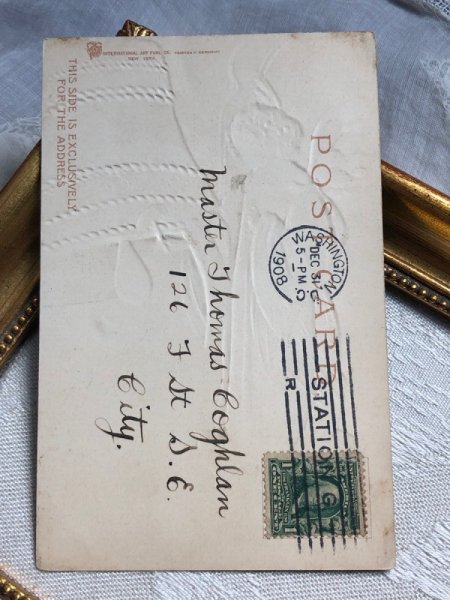 INTERNATIONAL ART PUBL. CO.
NEW YORK
POST CARD
THIS SIDE IS EXCLUSIVELY
FOR THE ADDRESS
WASHINGTON, D.C.
DEC 31
5-PM
1908
STATION G
R
Master Thomas Coghlan
126 F St S.E.
City.